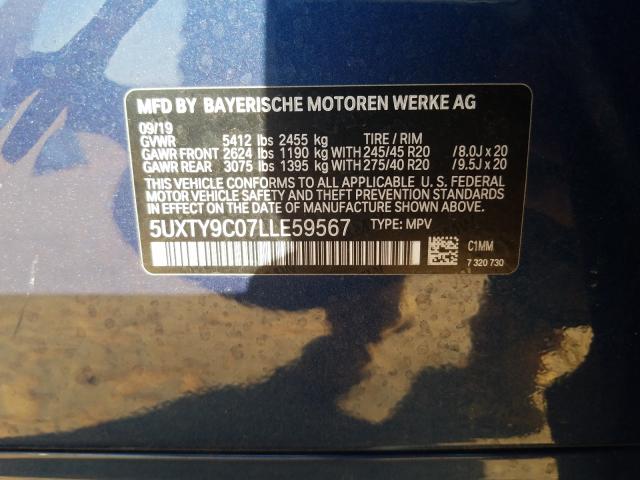 MFD BY BAYERISCHE MOTOREN WERKE AG
09/19
GVWR 5412 lbs 2455 kg TIRE / RIM
GAWR FRONT 2624 lbs 1190 kg WITH 245/45 R20 /8.0J x 20
GAWR REAR 3075 lbs 1395 kg WITH 275/40 R20 /9.5J x 20
THIS VEHICLE CONFORMS TO ALL APPLICABLE U. S. FEDERAL
MOTOR VEHICLE SAFETY AND THEFT PREVENTION STANDARDS
IN EFFECT ON THE DATE OF MANUFACTURE SHOWN ABOVE.
5UXTY9C07LLE59567 TYPE: MPV
C1MM
7 320 730